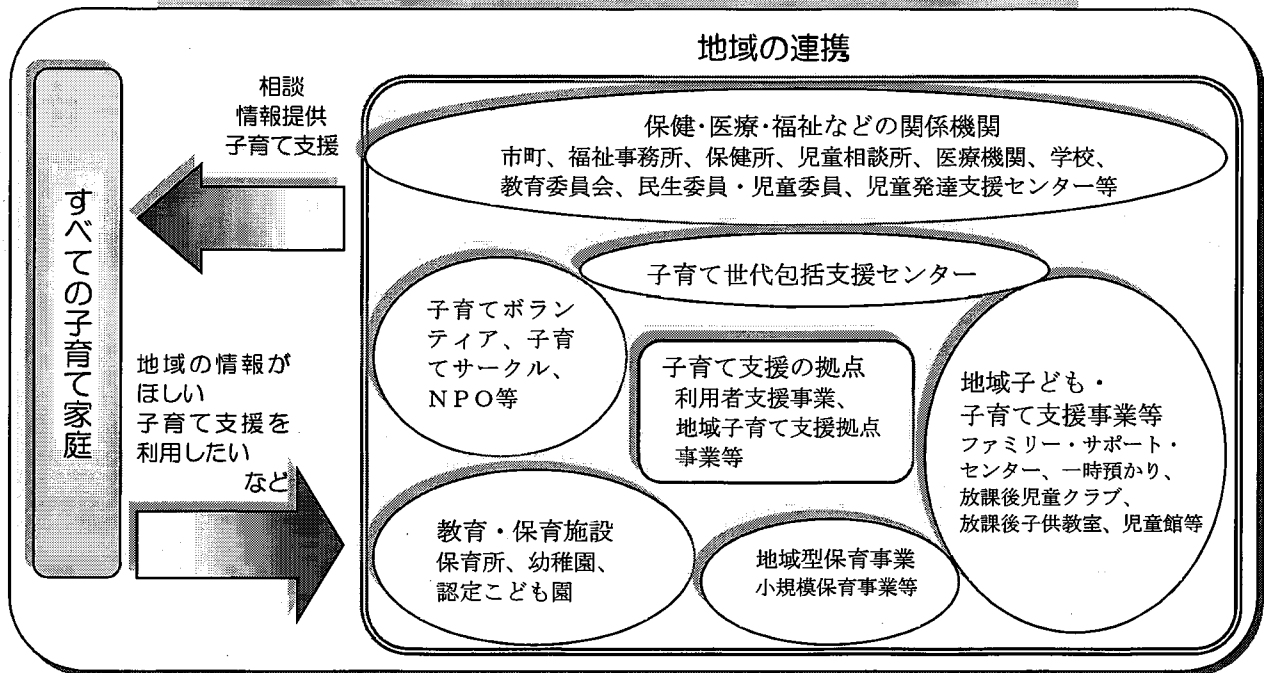 地域の連携
すべての子育て家庭
相談
情報提供
子育て支援
地域の情報が
ほしい
子育て支援を
利用したい
など
保健・医療・福祉などの関係機関
市町、福祉事務所、保健所、児童相談所、医療機関、学校、
教育委員会、民生委員・児童委員、児童発達支援センター等
子育て世代包括支援センター
子育てボラン
ティア、子育
てサークル、
NPO等
子育て支援の拠点
利用者支援事業、
地域子育て支援拠点
事業等
地域子ども・
子育て支援事業等
ファミリー・サポート・
センター、一時預かり、
放課後児童クラブ、
放課後子供教室、児童館等
教育・保育施設
保育所、幼稚園、
認定こども園
地域型保育事業
小規模保育事業等